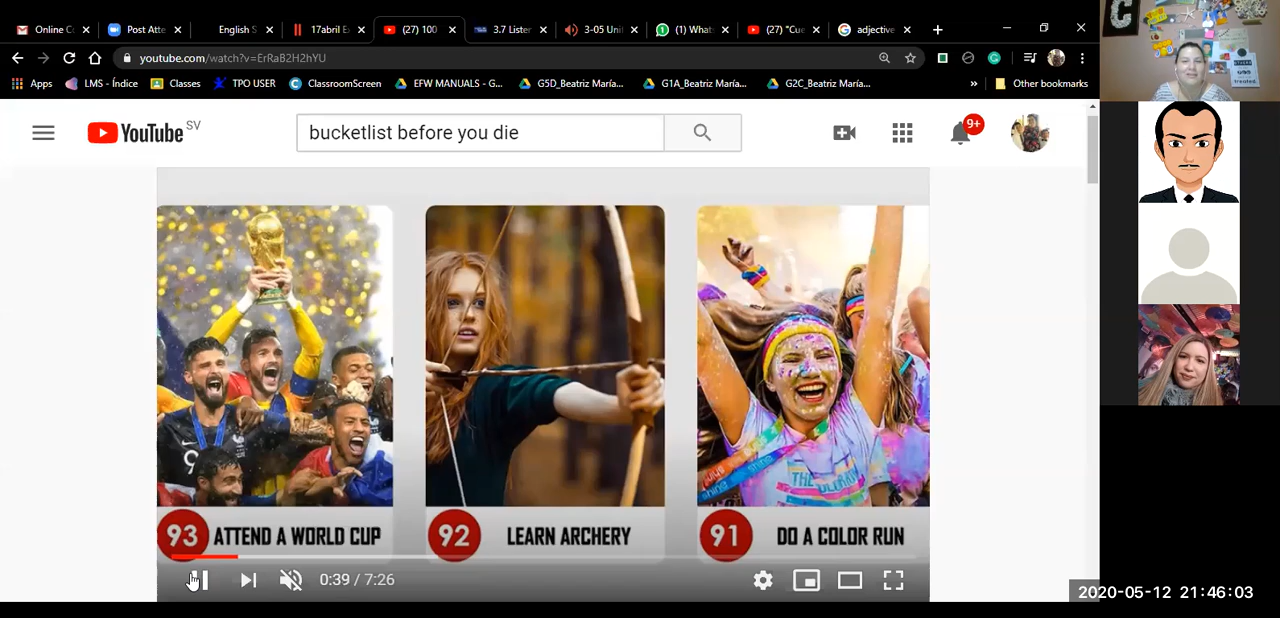 Online C
Post Atte
English S
17abril E
(27) 100
3.7 Lister
3-05 Unit
(1) Whats
(27) "Cue
adjective
youtube.com/watch?v=ErRaB2H2hYU
Apps LMS - Índice Classes TPO USER ClassroomScreen EFW MANUALS - G... G5D_Beatriz María... G1A_Beatriz María... G2C_Beatriz María... » Other bookmarks
YouTube SV
bucketlist before you die
9+
93 ATTEND A WORLD CUP
92 LEARN ARCHERY
91 DO A COLOR RUN
0:39 / 7:26
2020-05-12 21:46:03